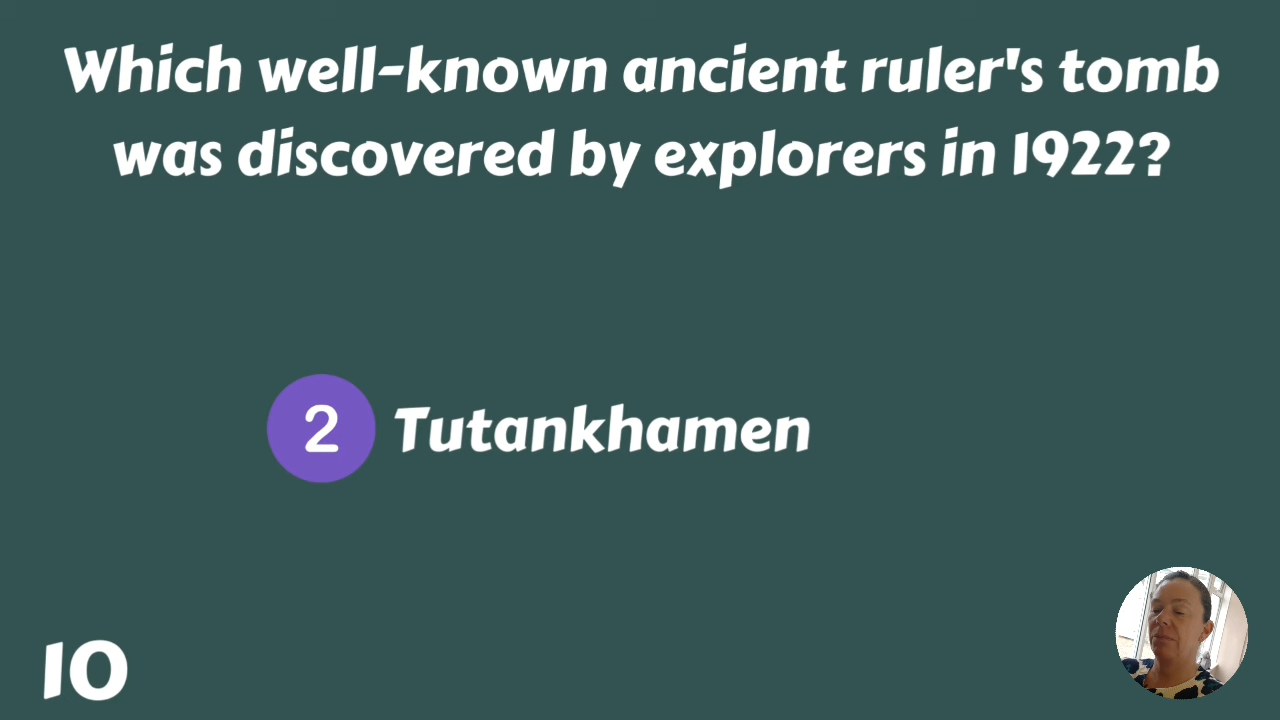 Which well-known ancient ruler's tomb
was discovered by explorers in 1922?
2 Tutankhamen
10